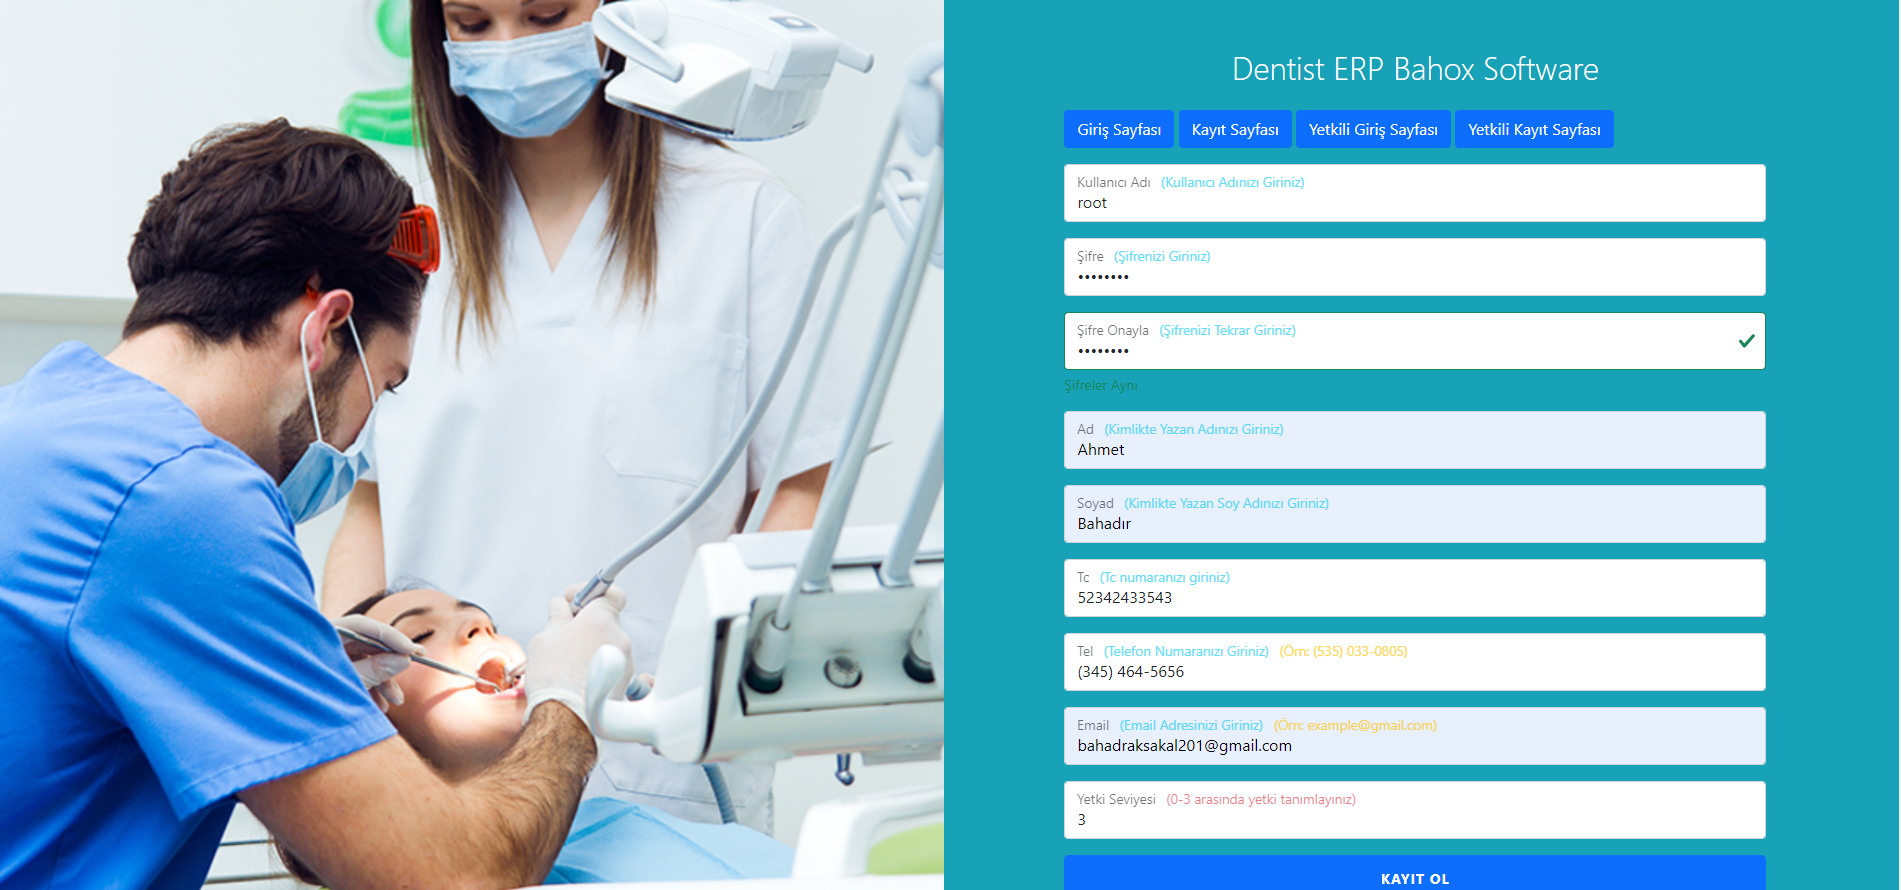 Dentist ERP Bahox Software
Giriş Sayfası Kayıt Sayfası Yetkili Giriş Sayfası Yetkili Kayıt Sayfası
Kullanıcı Adı (Kullanıcı Adınızı Giriniz)
root
Şifre (Şifrenizi Giriniz)
••••••••
Şifre Onayla (Şifrenizi Tekrar Giriniz)
••••••••
Şifreler Aynı
Ad (Kimlikte Yazan Adınızı Giriniz)
Ahmet
Soyad (Kimlikte Yazan Soy Adınızı Giriniz)
Bahadır
Tc (Tc numaranızı giriniz)
52342433543
Tel (Telefon Numaranızı Giriniz) (Örn: (535) 033-0805)
(345) 464-5656
Email (Email Adresinizi Giriniz) (Örn: example@gmail.com)
bahadraksakal201@gmail.com
Yetki Seviyesi (0-3 arasında yetki tanımlayınız)
3
KAYIT OL